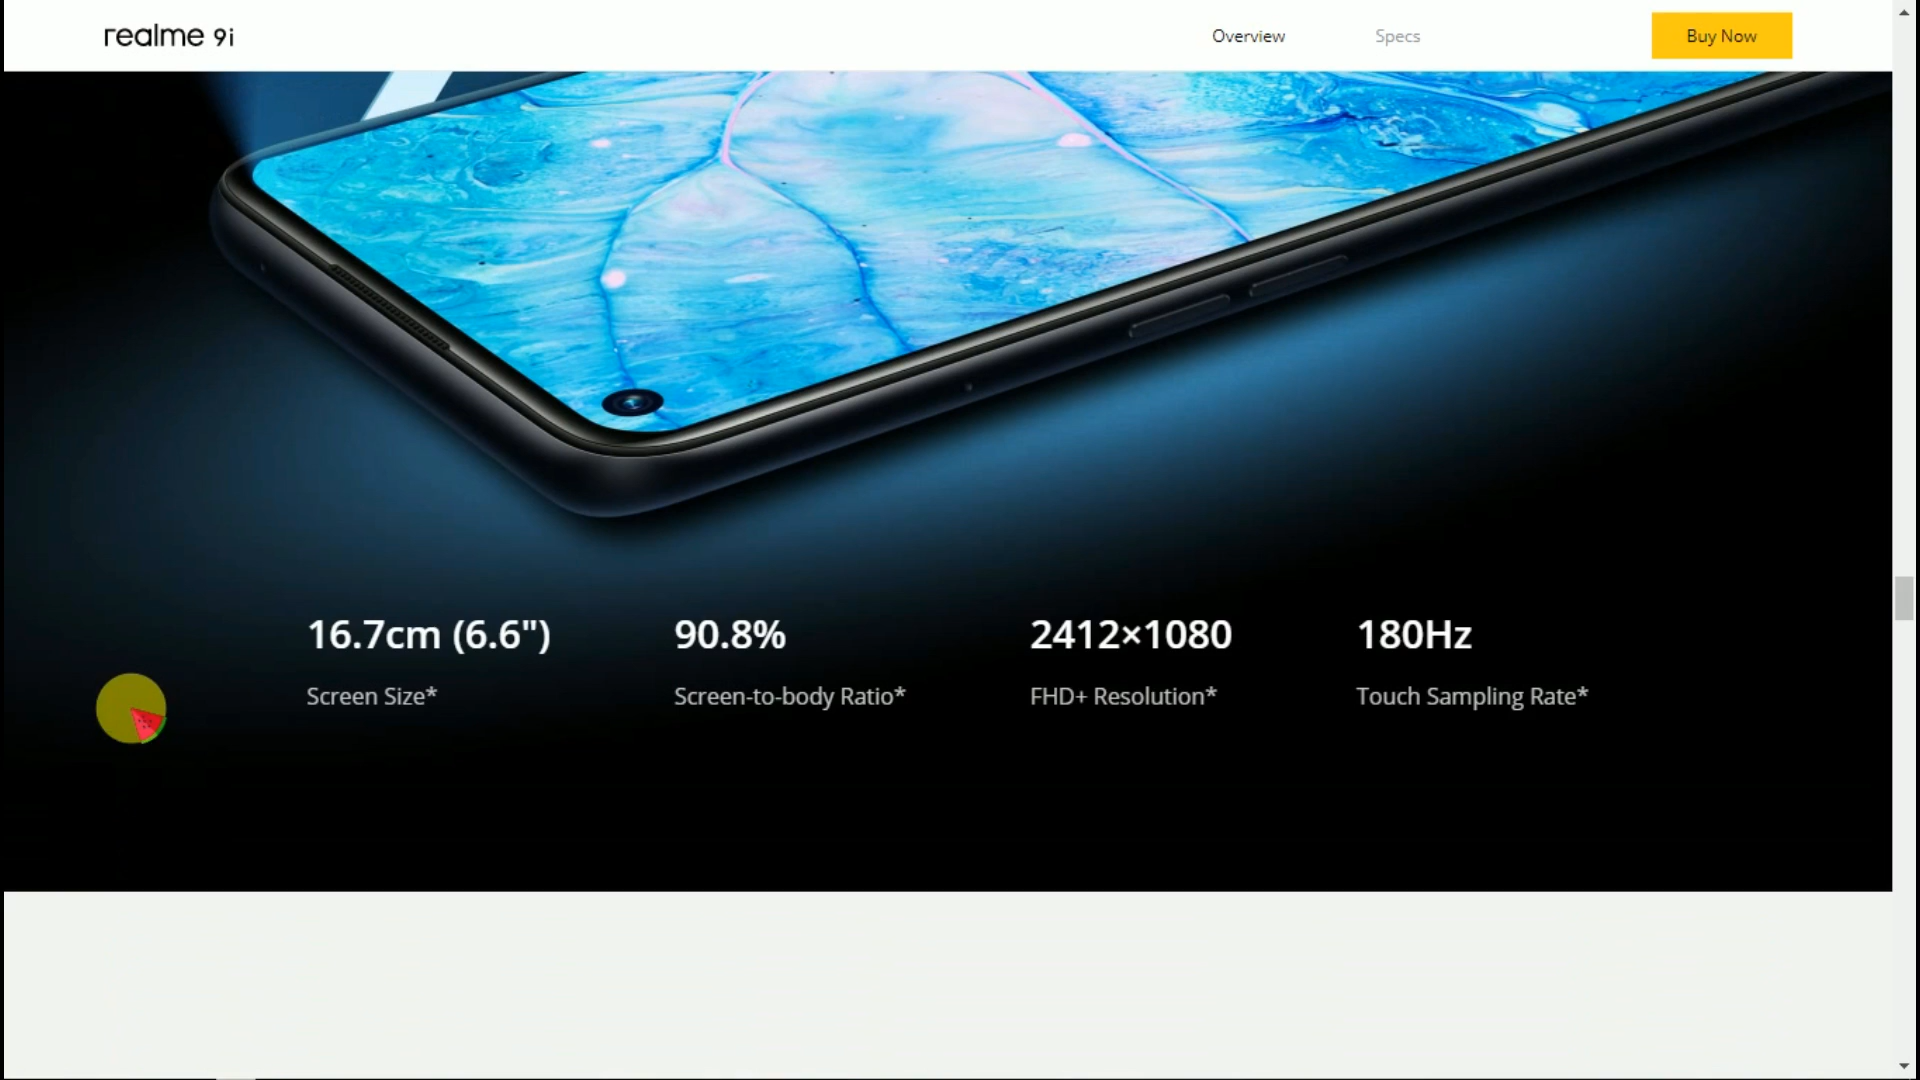 realme 9i
Overview
Specs
Buy Now
16.7cm (6.6")
90.8%
2412×1080
180Hz
Screen Size*
Screen-to-body Ratio*
FHD+ Resolution*
Touch Sampling Rate*